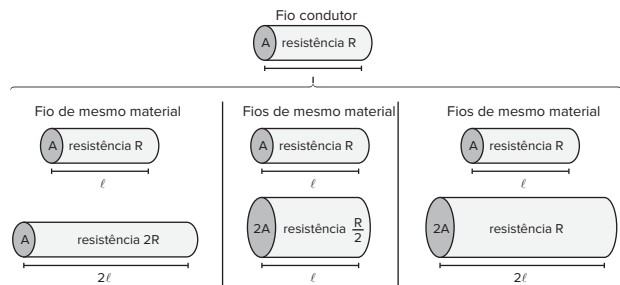 Fio condutor
A resistência R
l
Fio de mesmo material
A resistência R
ℓ
A resistência 2R
2ℓ
Fios de mesmo material
A resistência R
ℓ
2A resistência R/2
ℓ
Fios de mesmo material
A resistência R
ℓ
2A resistência R
2ℓ